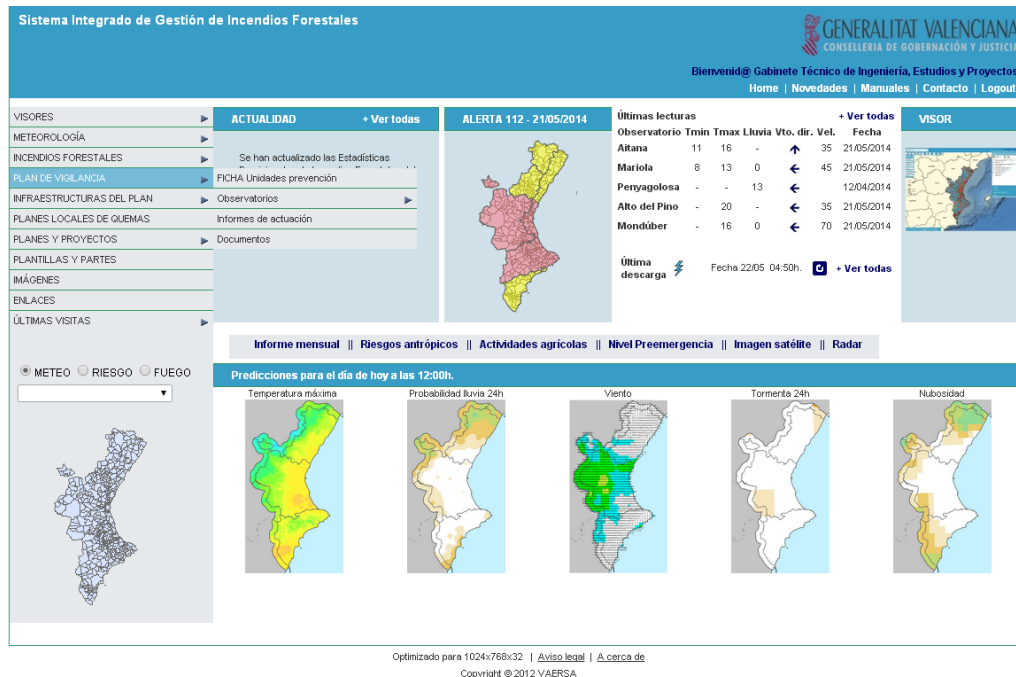 Sistema Integrado de Gestión de Incendios Forestales
GENERALITAT VALENCIANA
CONSELLERIA DE GOBERNACIÓN Y JUSTICIA
Bienvenid@ Gabinete Técnico de Ingeniería, Estudios y Proyectos
Home | Novedades | Manuales | Contacto | Logout
VISORES
METEOROLOGÍA
INCENDIOS FORESTALES
PLAN DE VIGILANCIA
INFRAESTRUCTURAS DEL PLAN
PLANES LOCALES DE QUEMAS
PLANES Y PROYECTOS
PLANTILLAS Y PARTES
IMÁGENES
ENLACES
ÚLTIMAS VISITAS
ACTUALIDAD + Ver todas
Se han actualizado las Estadísticas
FICHA Unidades prevención
Observatorios
Informes de actuación
Documentos
ALERTA 112 - 21/05/2014
Últimas lecturas + Ver todas
Observatorio Tmin Tmax Lluvia Vto. dir. Vel. Fecha
Aitana 11 16 - 35 21/05/2014
Mariola 8 13 0 45 21/05/2014
Penyagolosa - - 13 12/04/2014
Alto del Pino - 20 - 35 21/05/2014
Mondúber - 16 0 70 21/05/2014
Última
descarga Fecha 22/05 04:50h. + Ver todas
VISOR
Informe mensual || Riesgos antrópicos || Actividades agrícolas || Nivel Preemergencia || Imagen satélite || Radar
METEO RIESGO FUEGO
Predicciones para el día de hoy a las 12:00h.
Temperatura máxima Probabilidad lluvia 24h Viento Tormenta 24h Nubosidad
Optimizado para 1024x768x32 | Aviso legal | A cerca de
Copyright © 2012 VAERSA